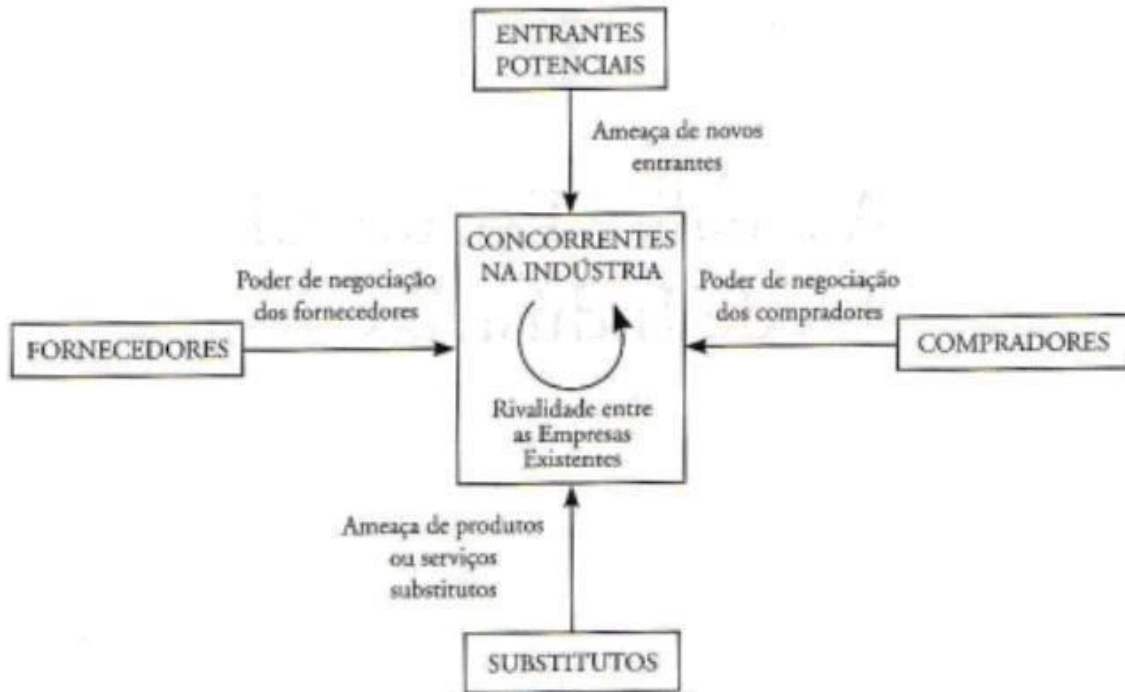 ENTRANTES
POTENCIAIS
Ameaça de novos
entrantes
CONCORRENTES
NA INDÚSTRIA
Poder de negociação
dos fornecedores
Poder de negociação
dos compradores
FORNECEDORES
COMPRADORES
Rivalidade entre
as Empresas
Existentes
Ameaça de produtos
ou serviços
substitutos
SUBSTITUTOS